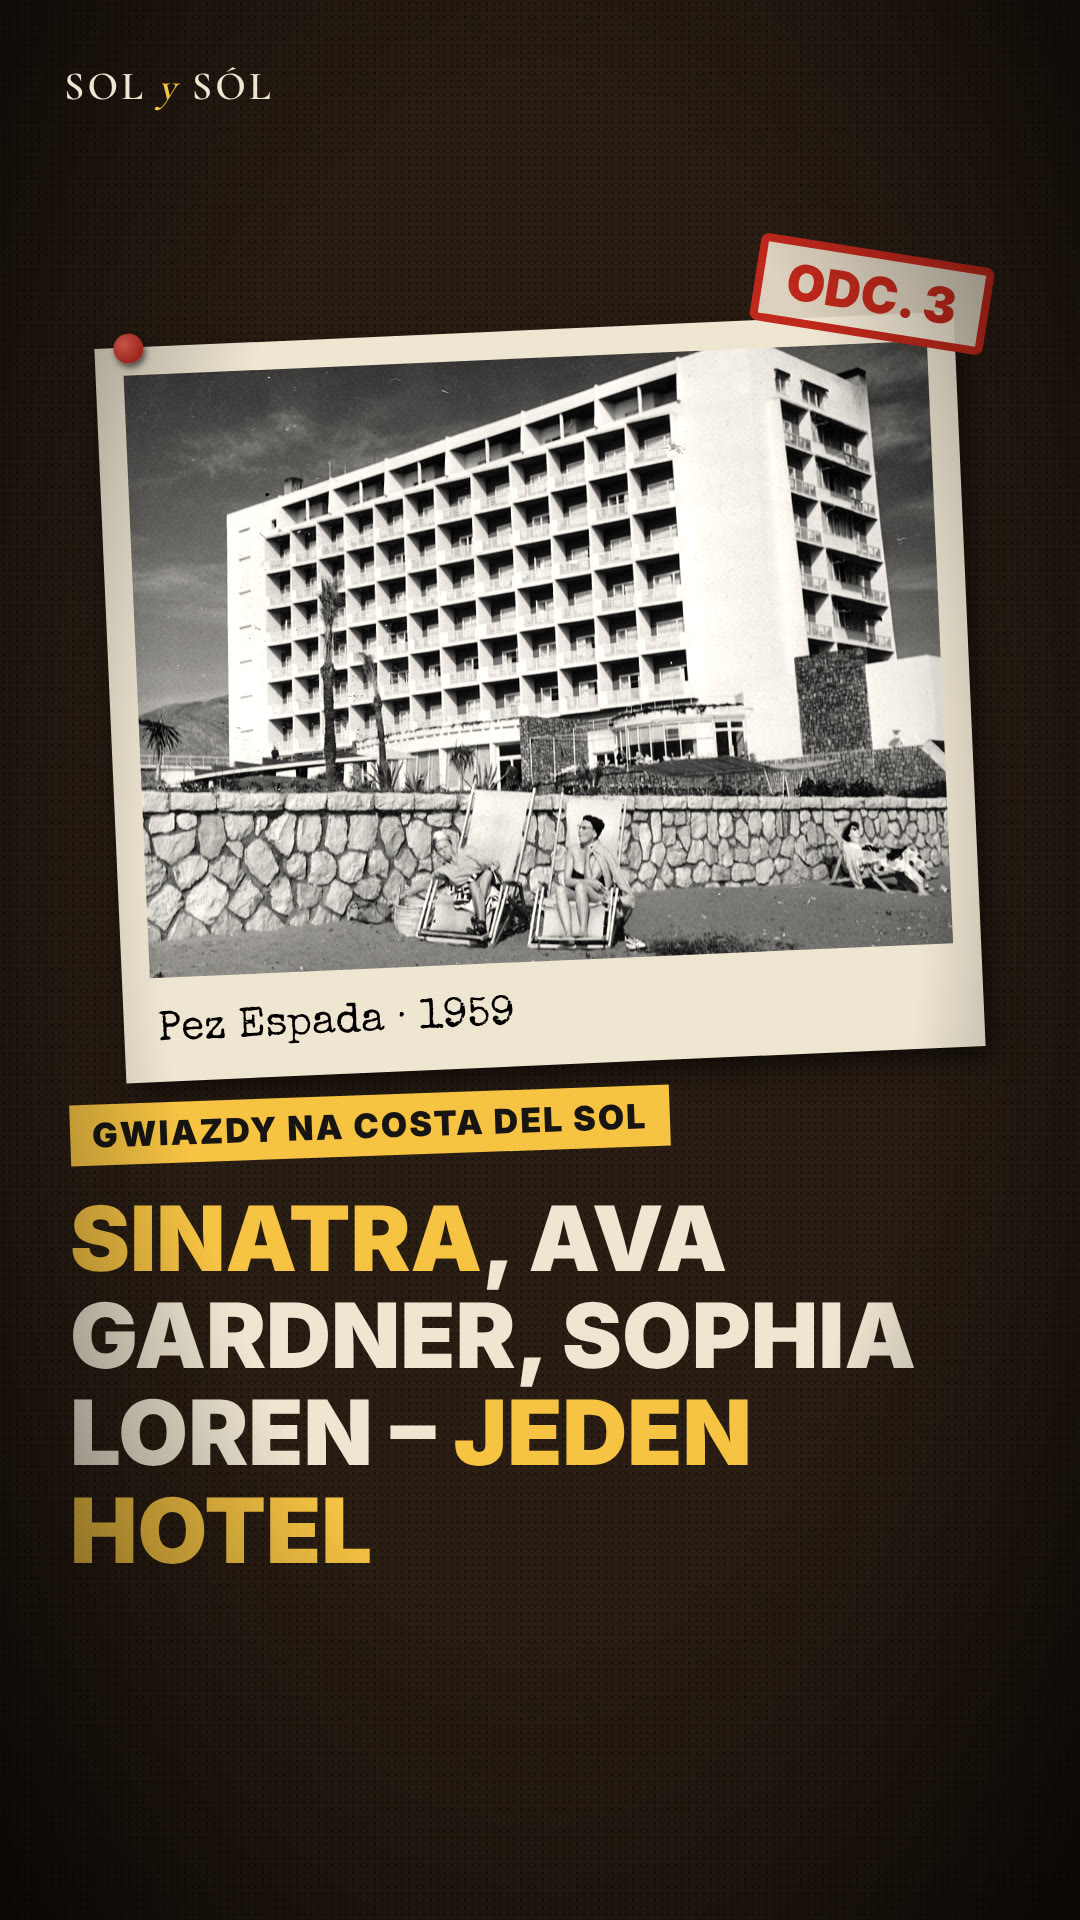 SOL y SÓL
ODC. 3
Pez Espada · 1959
GWIAZDY NA COSTA DEL SOL
SINATRA, AVA
GARDNER, SOPHIA
LOREN – JEDEN
HOTEL